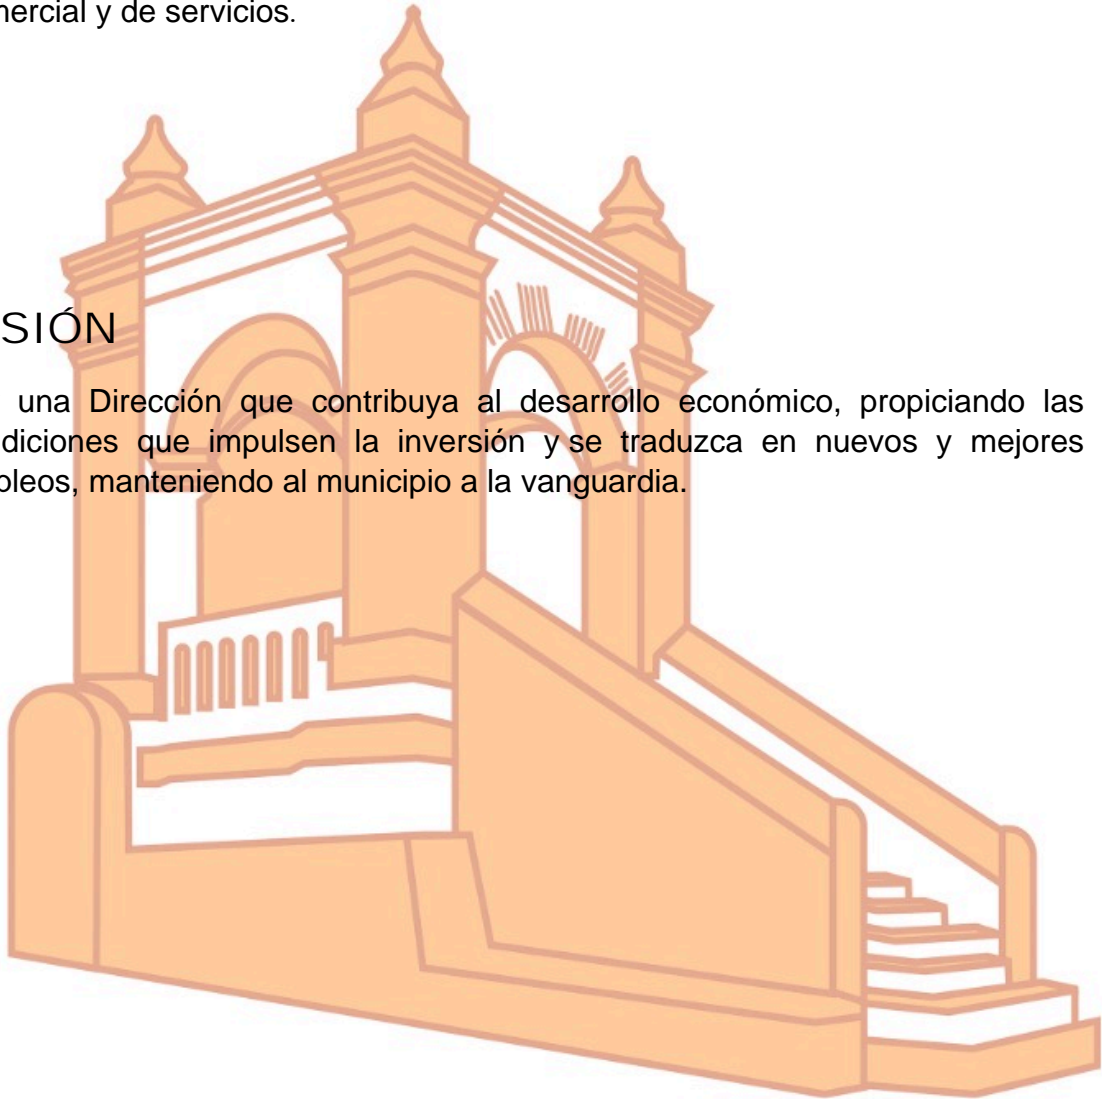 mercial y de servicios.
SIÓN
una Dirección que contribuya al desarrollo económico, propiciando las
diciones que impulsen la inversión y se traduzca en nuevos y mejores
leos, manteniendo al municipio a la vanguardia.